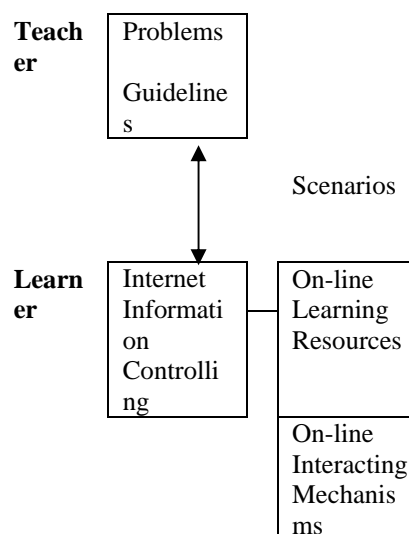 Teach
er
Problems
Guideline
s
Scenarios
Learn
er
Internet
Informati
on
Controlli
ng
On-line
Learning
Resources
On-line
Interacting
Mechanis
ms